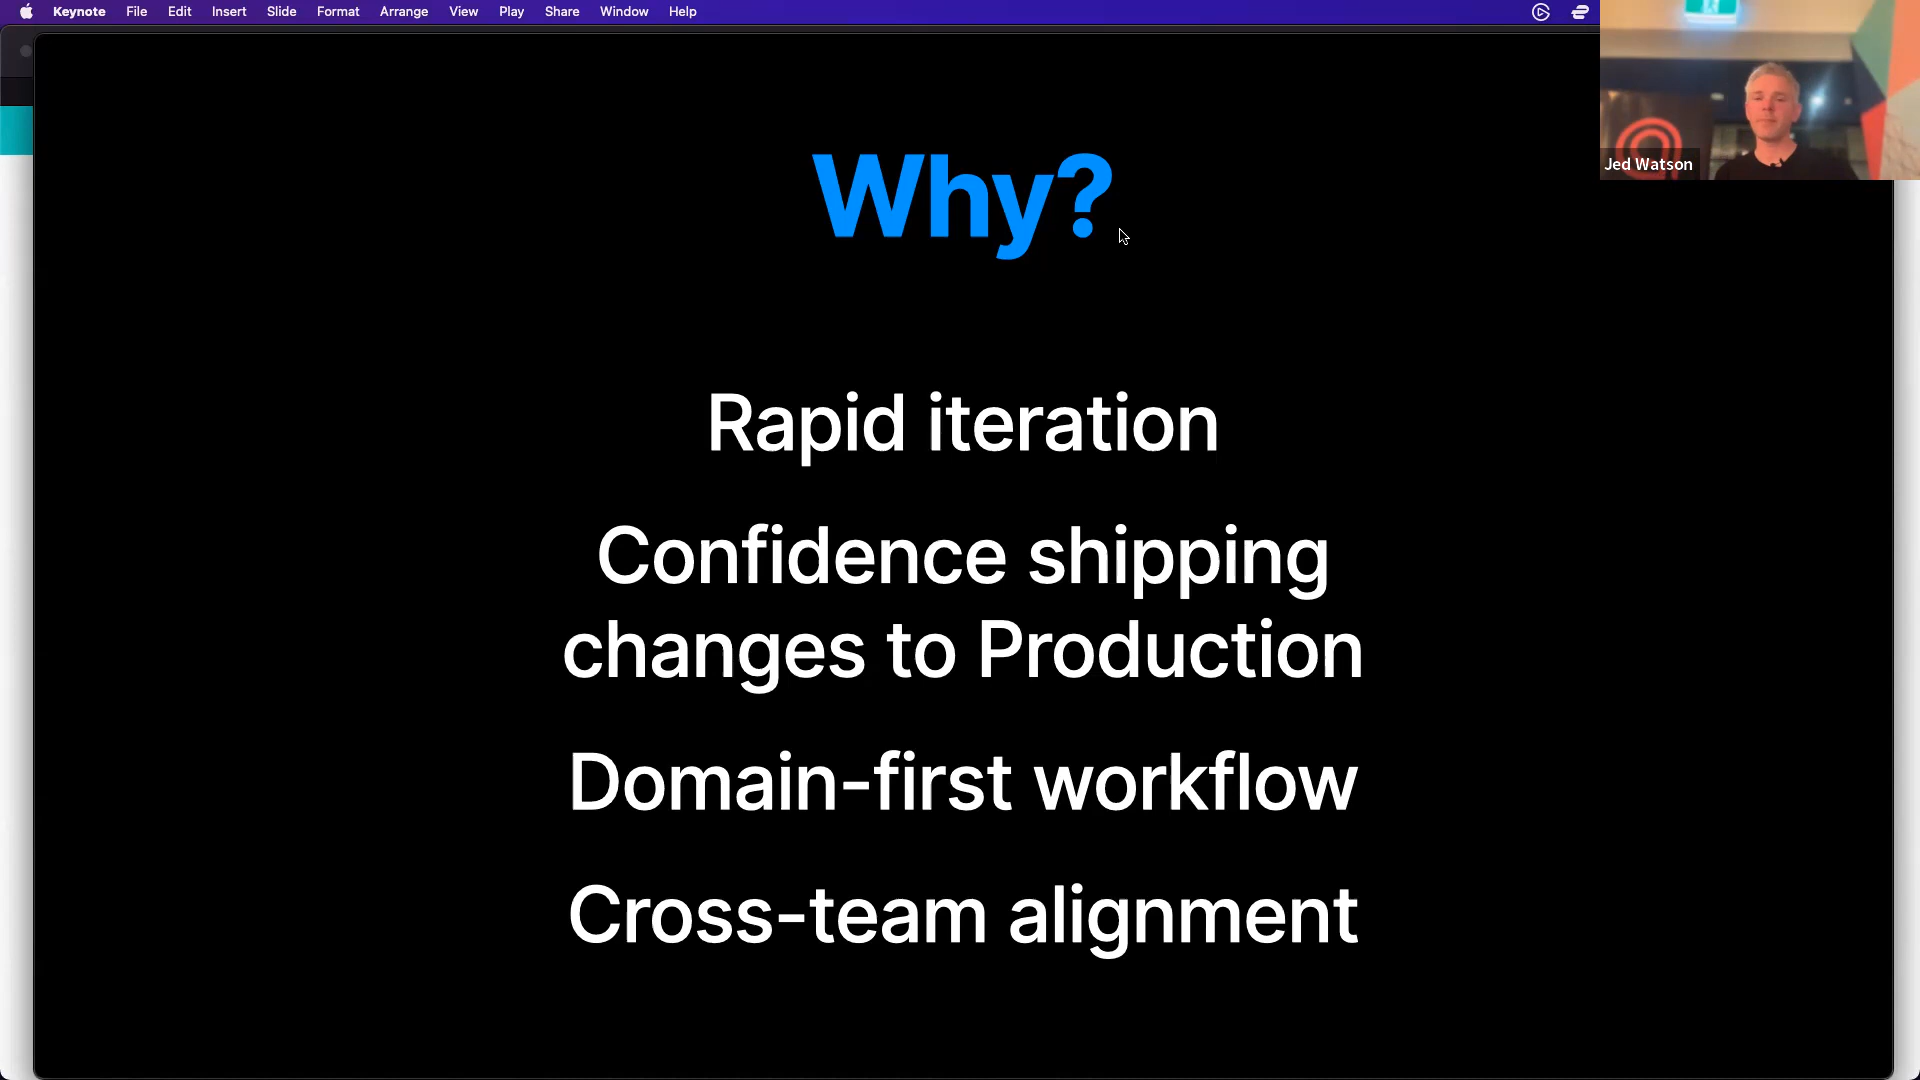 Keynote File Edit Insert Slide Format Arrange View Play Share Window Help
Jed Watson
Why?
Rapid iteration
Confidence shipping
changes to Production
Domain-first workflow
Cross-team alignment